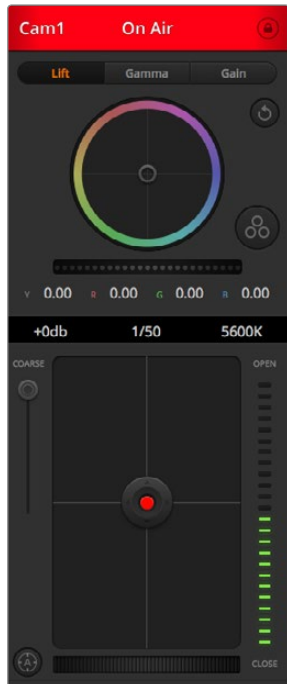 Cam1 On Air
Lift Gamma Gain
Y 0.00 R 0.00 G 0.00 B 0.00
+0db 1/50 5600K
COARSE OPEN
A CLOSE